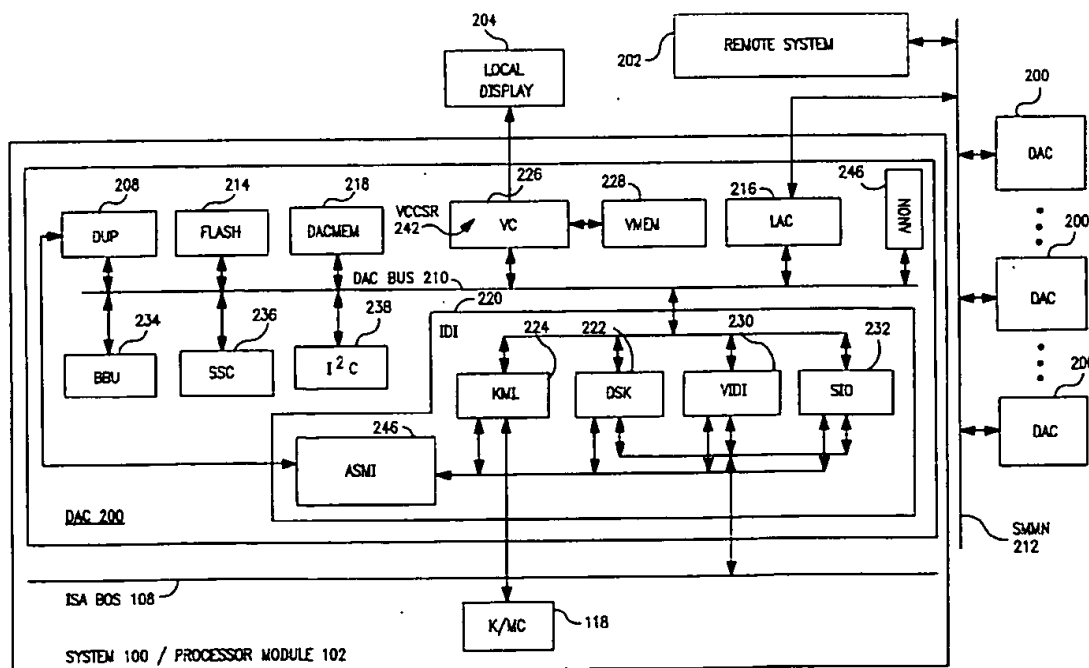 204
LOCAL
DISPLAY
REMOTE SYSTEM
202
200
DAC
208
DUP
214
FLASH
218
DACMEM
226
VCCSR
242
VC
228
VMEM
216
LAC
246
NONV
DAC BUS 210
220
IDI
200
DAC
234
BBU
236
SSC
238
I²C
224
KML
222
DSK
230
VIDI
232
SIO
200
DAC
246
ASMI
DAC 200
SMMN
212
ISA BOS 108
K/MC
118
SYSTEM 100 / PROCESSOR MODULE 102